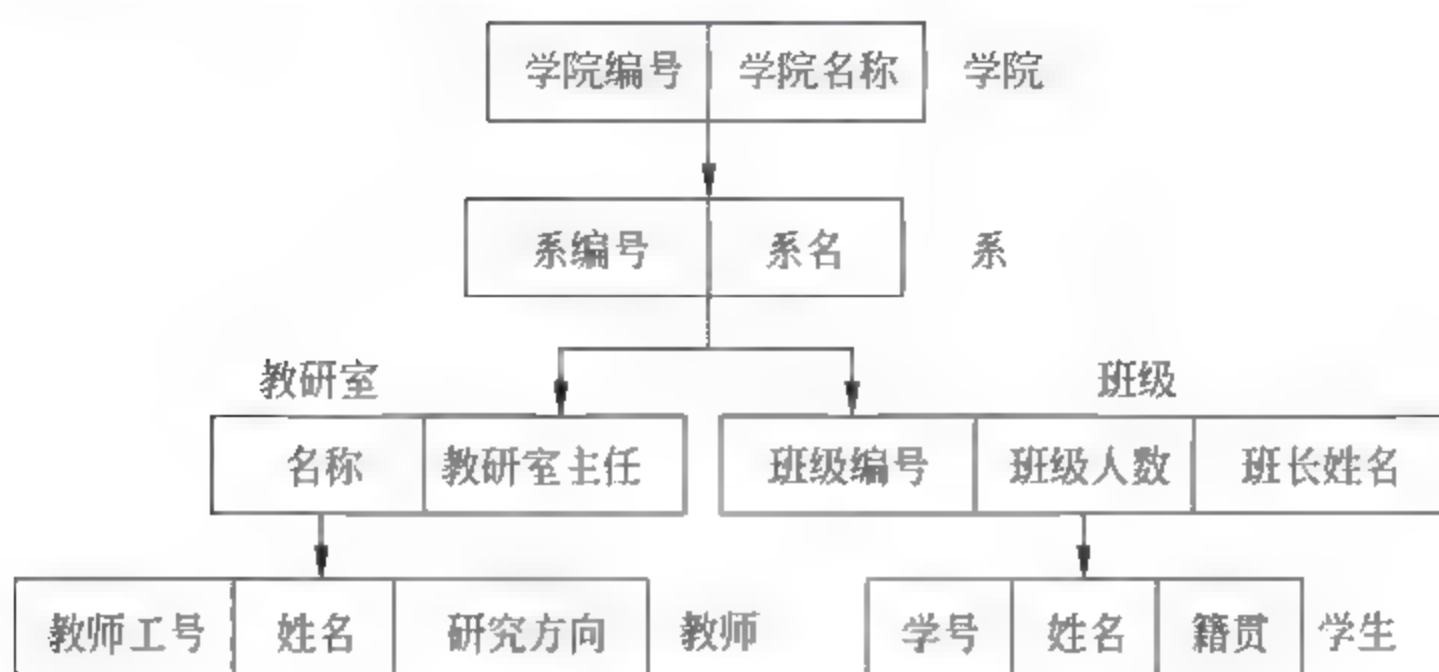 学院编号 学院名称 学院
系编号 系名 系
教研室 班级
名称 教研室主任 班级编号 班级人数 班长姓名
教师工号 姓名 研究方向 教师 学号 姓名 籍贯 学生